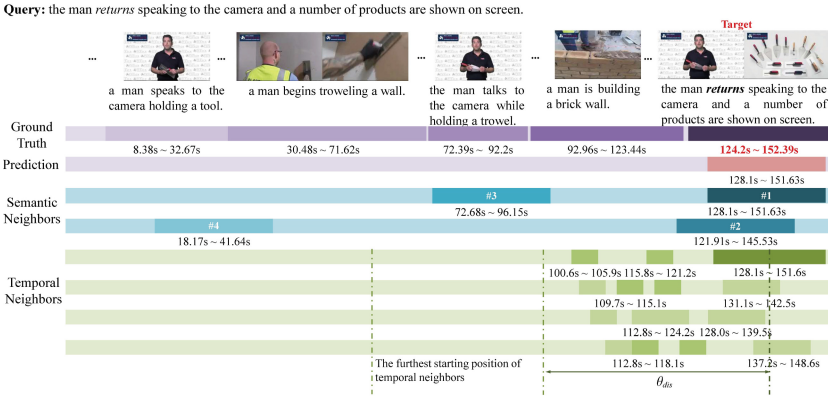 Query: the man returns speaking to the camera and a number of products are shown on screen.
Target
... ... ... ... ...
a man speaks to the
camera holding a tool.
a man begins troweling a wall.
the man talks
to the camera while
holding a trowel.
a man is building
a brick wall.
the man returns speaking to the
camera and a number of
products are shown on screen.
Ground
Truth
8.38s ~ 32.67s
30.48s ~ 71.62s
72.39s ~ 92.2s
92.96s ~ 123.44s
124.2s ~ 152.39s
Prediction
128.1s ~ 151.63s
Semantic
Neighbors
#3
#1
72.68s ~ 96.15s
128.1s ~ 151.63s
#4
#2
18.17s ~ 41.64s
121.91s ~ 145.53s
Temporal
Neighbors
100.6s ~ 105.9s 115.8s ~ 121.2s
128.1s ~ 151.6s
109.7s ~ 115.1s
131.1s ~ 142.5s
112.8s ~ 124.2s 128.0s ~ 139.5s
112.8s ~ 118.1s
137.2s ~ 148.6s
The furthest starting position of
temporal neighbors
θdis